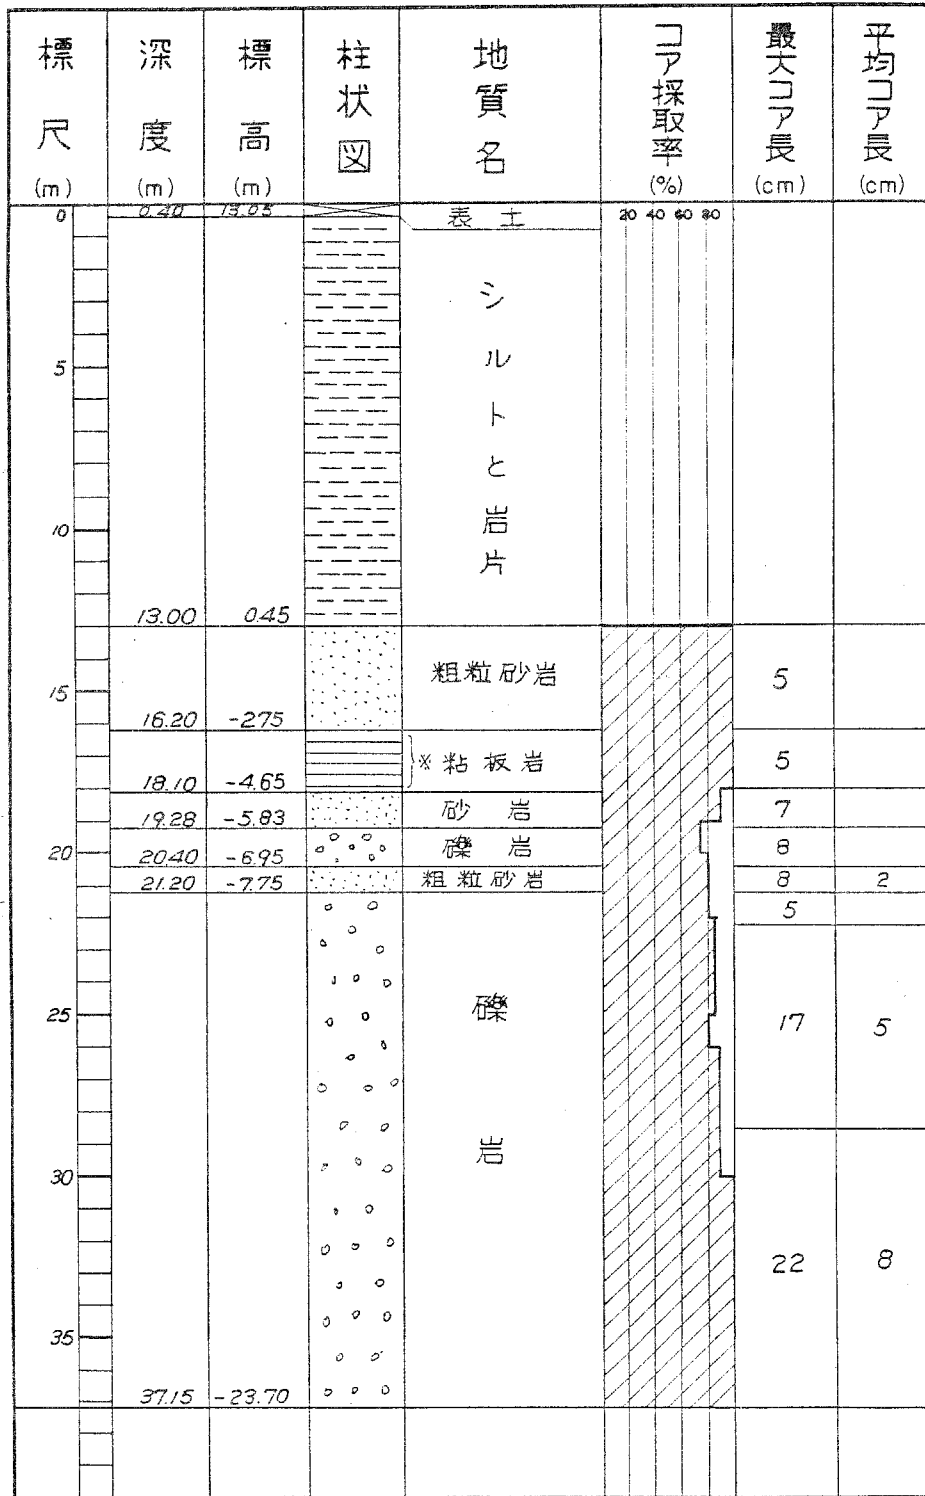 標尺(m) 深度(m) 標高(m) 柱状図 地質名 コア採取率(%) 最大コア長(cm) 平均コア長(cm)
0 0.40 13.05 表土 20 40 60 80
シルトと岩片
5
10
13.00 0.45
粗粒砂岩 5
15
16.20 -275
※粘板岩 5
18.10 -4.65
砂岩 7
19.28 -5.83
礫岩 8
20 2040 -6.95
粗粒砂岩 8 2
21.20 -7.75
5
礫岩
25 17 5
30
22 8
35
37.15 -23.70